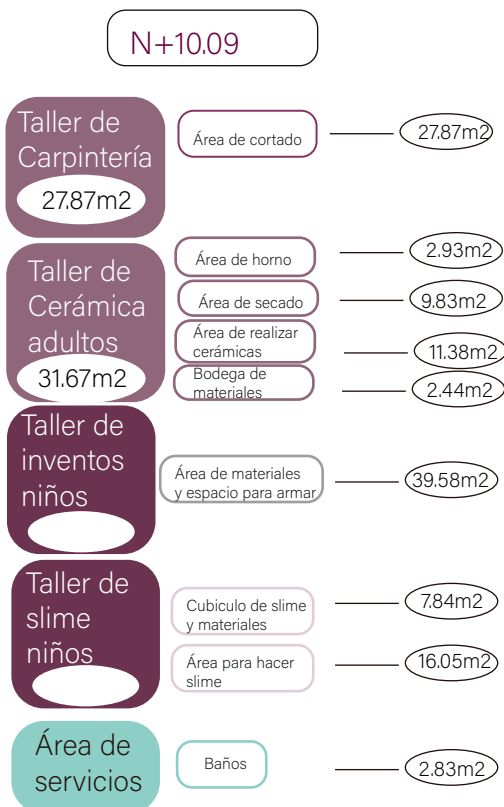 N+10.09
Taller de
Carpintería
27.87m2
Área de cortado
27.87m2
Taller de
Cerámica
adultos
31.67m2
Área de horno
2.93m2
Área de secado
9.83m2
Área de realizar
cerámicas
11.38m2
Bodega de
materiales
2.44m2
Taller de
inventos
niños
Área de materiales
y espacio para armar
39.58m2
Taller de
slime
niños
Cubiculo de slime
y materiales
7.84m2
Área para hacer
slime
16.05m2
Área de
servicios
Baños
2.83m2